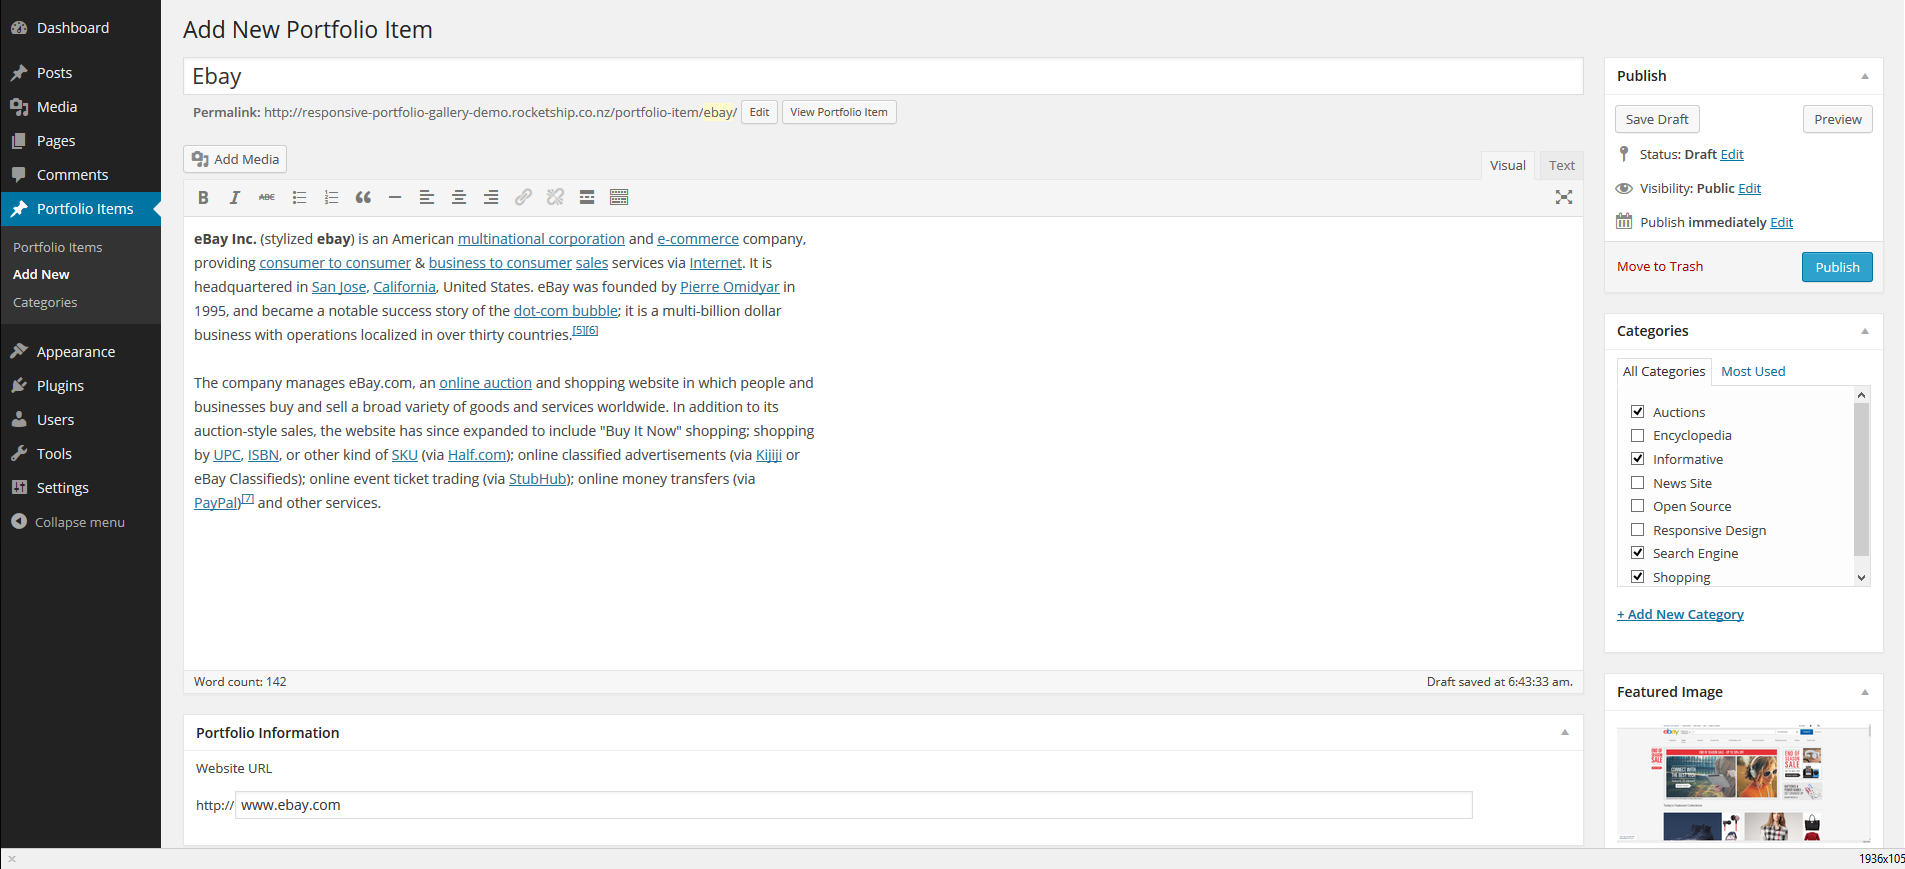 Dashboard
Posts
Media
Pages
Comments
Portfolio Items
Portfolio Items
Add New
Categories
Appearance
Plugins
Users
Tools
Settings
Collapse menu
Add New Portfolio Item
Ebay
Permalink: http://responsive-portfolio-gallery-demo.rocketship.co.nz/portfolio-item/ebay/ Edit View Portfolio Item
Add Media
Visual Text
B I ABC
eBay Inc. (stylized ebay) is an American multinational corporation and e-commerce company,
providing consumer to consumer & business to consumer sales services via Internet. It is
headquartered in San Jose, California, United States. eBay was founded by Pierre Omidyar in
1995, and became a notable success story of the dot-com bubble; it is a multi-billion dollar
business with operations localized in over thirty countries.[5][6]
The company manages eBay.com, an online auction and shopping website in which people and
businesses buy and sell a broad variety of goods and services worldwide. In addition to its
auction-style sales, the website has since expanded to include "Buy It Now" shopping; shopping
by UPC, ISBN, or other kind of SKU (via Half.com); online classified advertisements (via Kijiji or
eBay Classifieds); online event ticket trading (via StubHub); online money transfers (via
PayPal)[7] and other services.
Word count: 142
Draft saved at 6:43:33 am.
Portfolio Information
Website URL
http:// www.ebay.com
Publish
Save Draft Preview
Status: Draft Edit
Visibility: Public Edit
Publish immediately Edit
Move to Trash Publish
Categories
All Categories Most Used
Auctions
Encyclopedia
Informative
News Site
Open Source
Responsive Design
Search Engine
Shopping
+ Add New Category
Featured Image
ebay
END OF
SEASON
SALE
CONNECT WITH
THE BEST TECH
1936x105